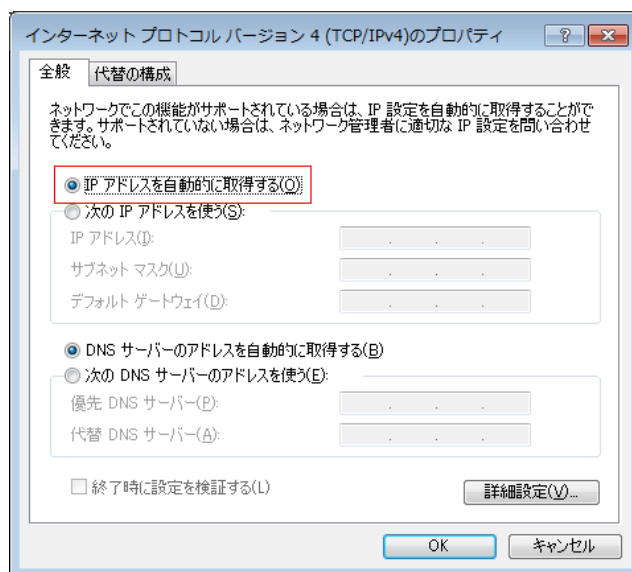 インターネット プロトコル バージョン 4 (TCP/IPv4)のプロパティ
全般
代替の構成
ネットワークでこの機能がサポートされている場合は、IP 設定を自動的に取得することがで
きます。サポートされていない場合は、ネットワーク管理者に適切な IP 設定を問い合わせ
てください。
IP アドレスを自動的に取得する(O)
次の IP アドレスを使う(S):
IP アドレス(I):
サブネット マスク(U):
デフォルト ゲートウェイ(D):
DNS サーバーのアドレスを自動的に取得する(B)
次の DNS サーバーのアドレスを使う(E):
優先 DNS サーバー(P):
代替 DNS サーバー(A):
終了時に設定を検証する(L)
詳細設定(V)...
OK
キャンセル